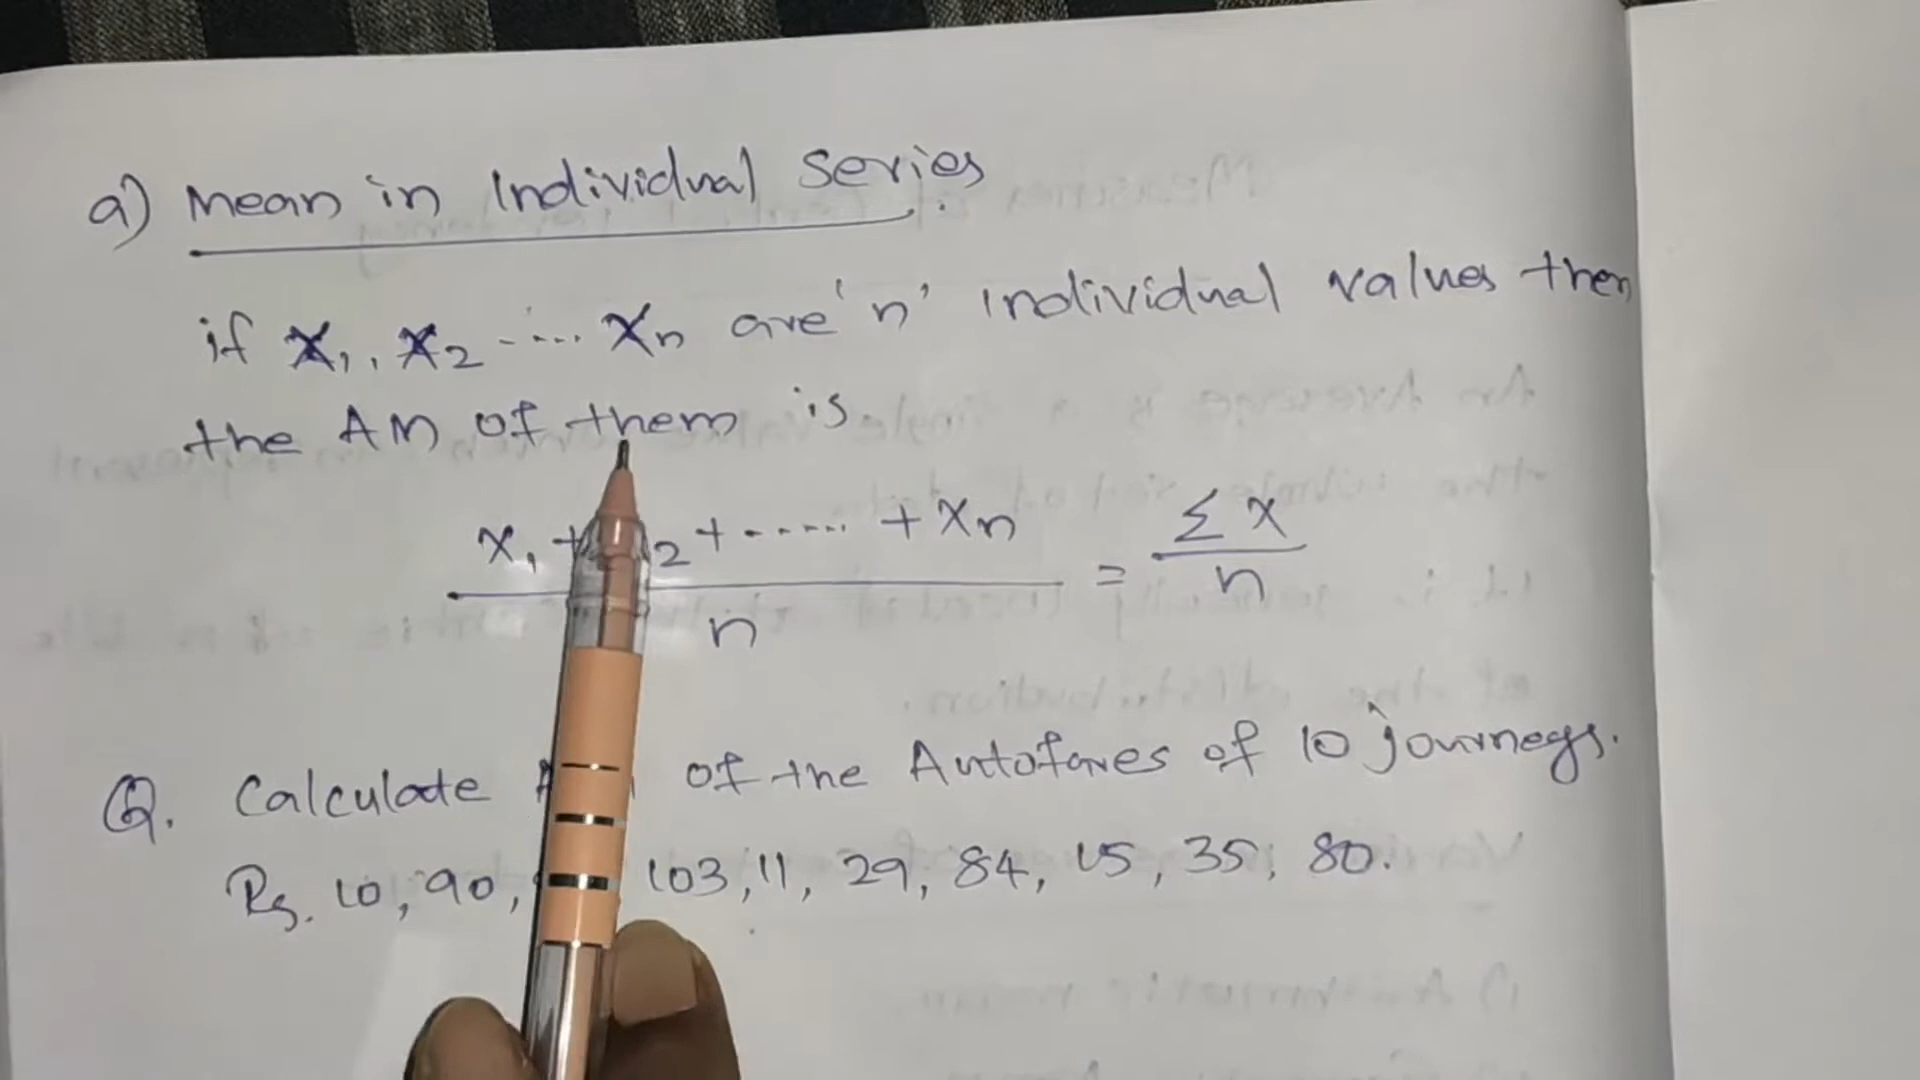 a) Mean in Individual Series.
if X₁, X₂ ...... Xn are 'n' individual values then
the AM of them is
x₁ + 2 + ...... + xn / n = Σx / n
Q. Calculate of the Autofares of 10 journeys.
Rs. 10, 90, 103, 11, 29, 84, 15, 35, 80.